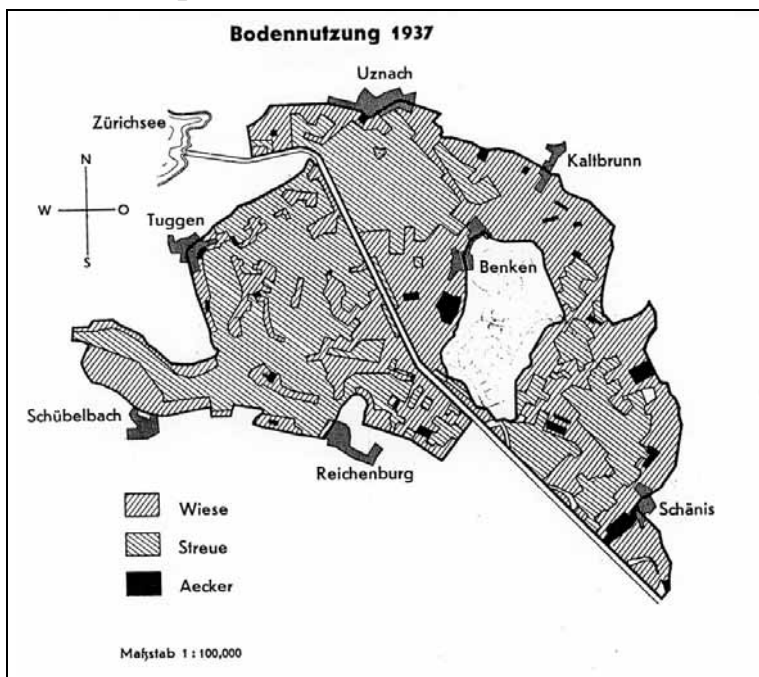 Bodennutzung 1937
Uznach
Zürichsee
Kaltbrunn
N
W
O
S
Tuggen
Benken
Schübelbach
Reichenburg
Schänis
Wiese
Streue
Aecker
Maßstab 1:100,000